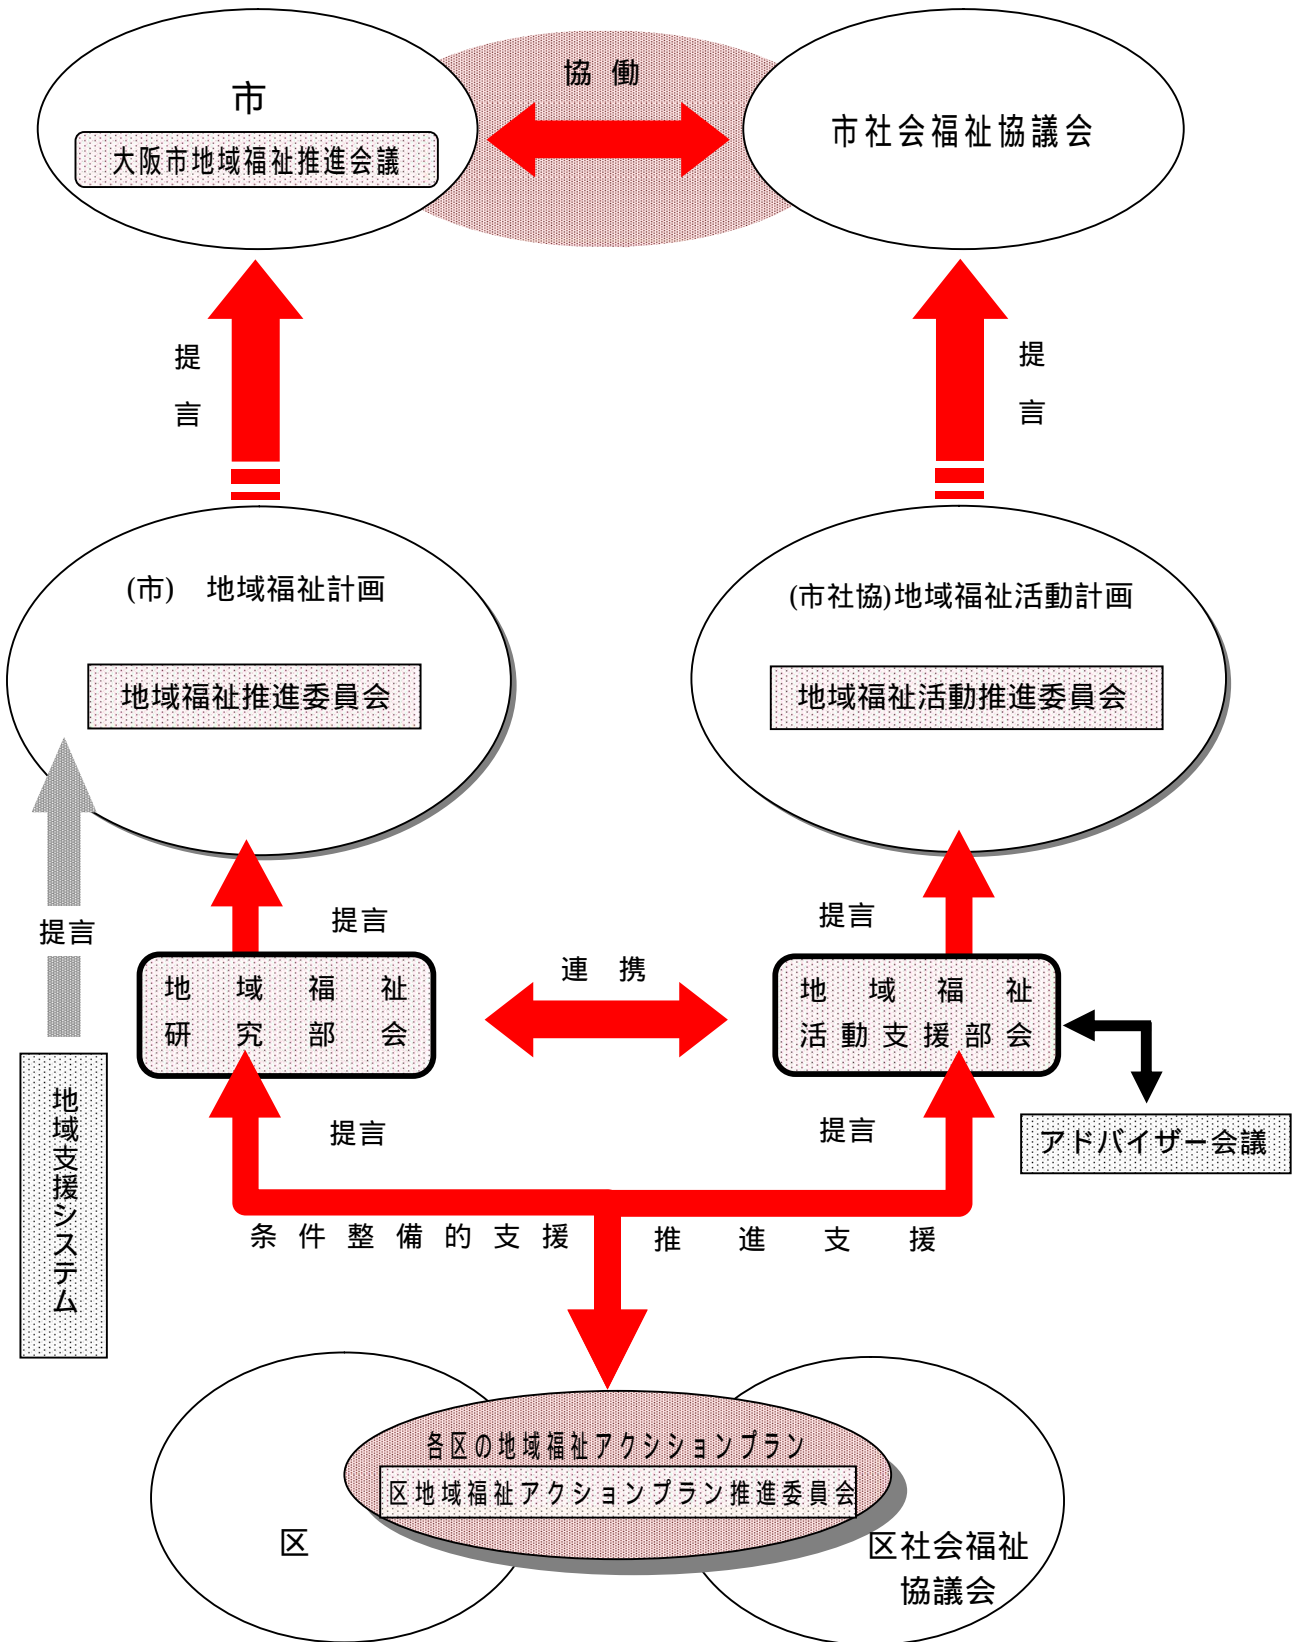 協働
市
大阪市地域福祉推進会議
市社会福祉協議会
提言
提言
(市) 地域福祉計画
地域福祉推進委員会
(市社協)地域福祉活動計画
地域福祉活動推進委員会
提言
提言
提言
地域福祉
研究部会
連携
地域福祉
活動支援部会
地域支援システム
提言
提言
アドバイザー会議
条件整備的支援
推進支援
各区の地域福祉アクシションプラン
区地域福祉アクションプラン推進委員会
区
区社会福祉
協議会